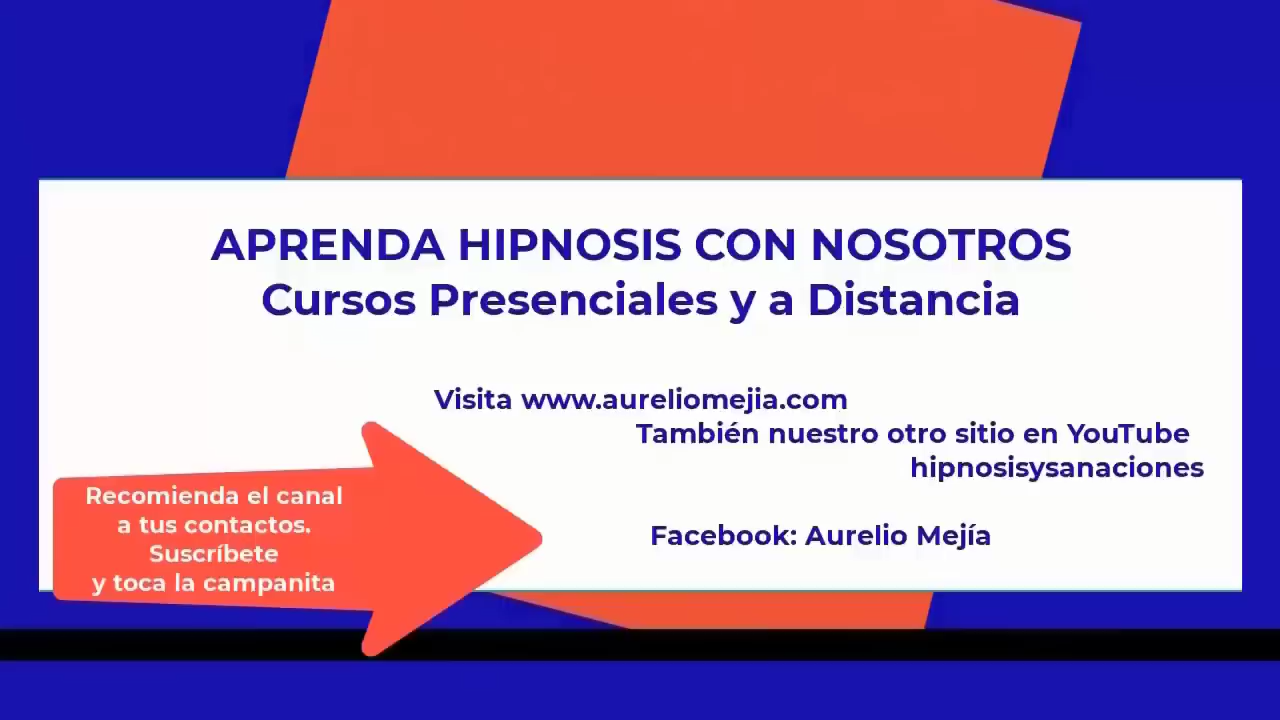 APRENDA HIPNOSIS CON NOSOTROS
Cursos Presenciales y a Distancia
Visita www.aureliomejia.com
También nuestro otro sitio en YouTube
hipnosisysanaciones
Facebook: Aurelio Mejía
Recomienda el canal
a tus contactos.
Suscríbete
y toca la campanita